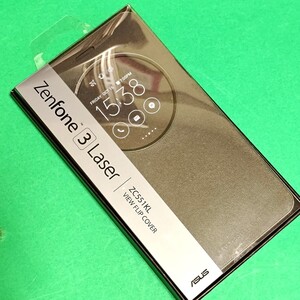 ZenFone 3 Laser
ZC551KL
VIEW FLIP COVER
ASUS
15:38